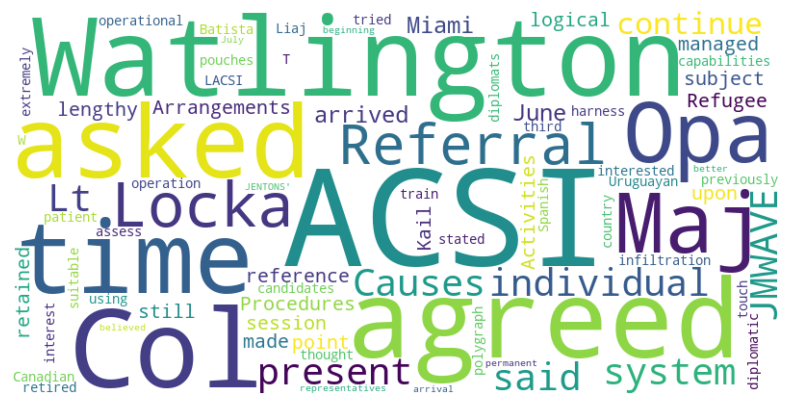 operational
Batista
July
Liaj
beginning
tried
Miami
logical
continue
Watlington
pouches
T
LACSI
diplomats
managed
capabilities
extremely
subject
lengthy
Arrangements
arrived
June
harness
Refugee
asked
Referral
third
Opa
Lt
operation
JENTONS'
train
ACSI
interested
Uruguayan
better
previously
W
patient
assess
Locka
Kail
stated
Activities
Spanish
country
Maj
upon
JMWAVE
time
infiltration
retained
suitable
interest
using
still
reference
candidates
Causes
individual
Procedures
session
made
point
thought
polygraph
agreed
touch
diplomatic
believed
Col
Canadian
retired
present
permanent
arrival
representatives
said
system